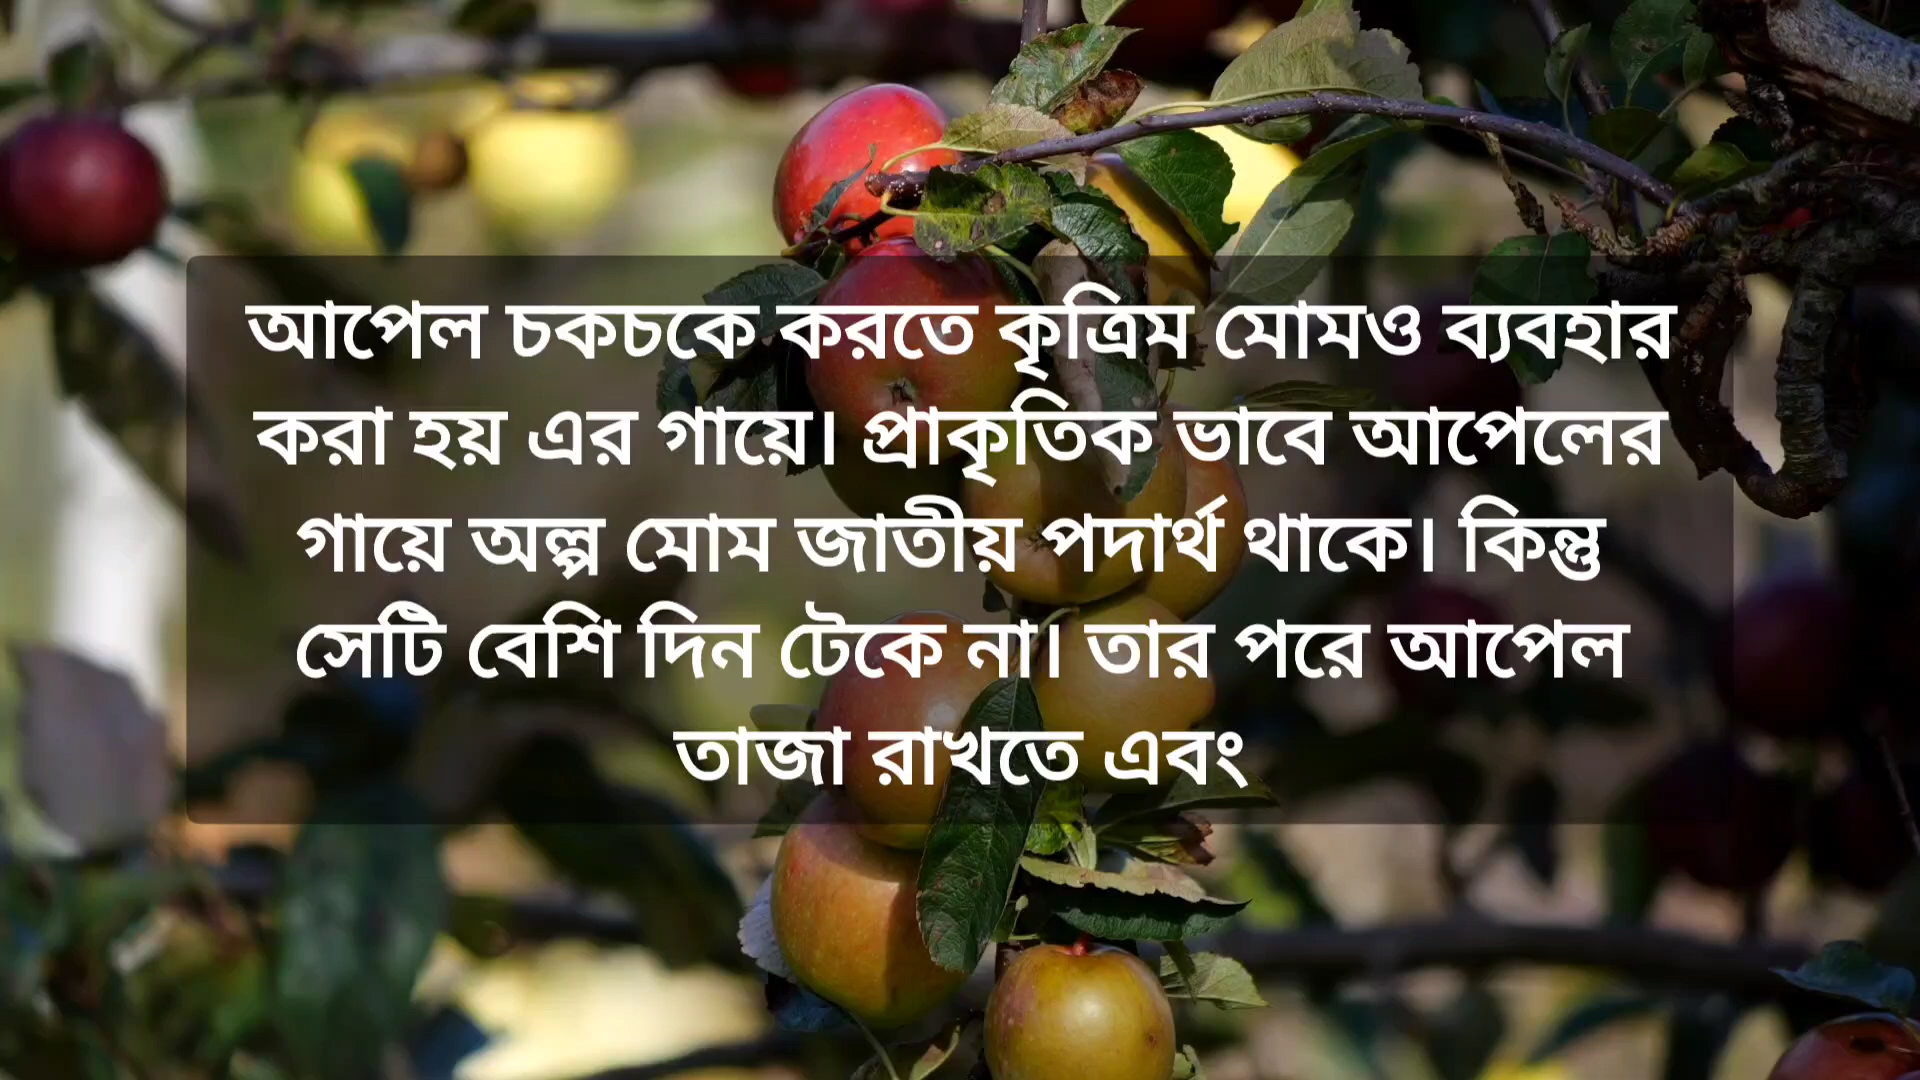 আপেল চকচকে করতে কৃত্রিম মোমও ব্যবহার
করা হয় এর গায়ে। প্রাকৃতিক ভাবে আপেলের
গায়ে অল্প মোম জাতীয় পদার্থ থাকে। কিন্তু
সেটি বেশি দিন টেকে না। তার পরে আপেল
তাজা রাখতে এবং